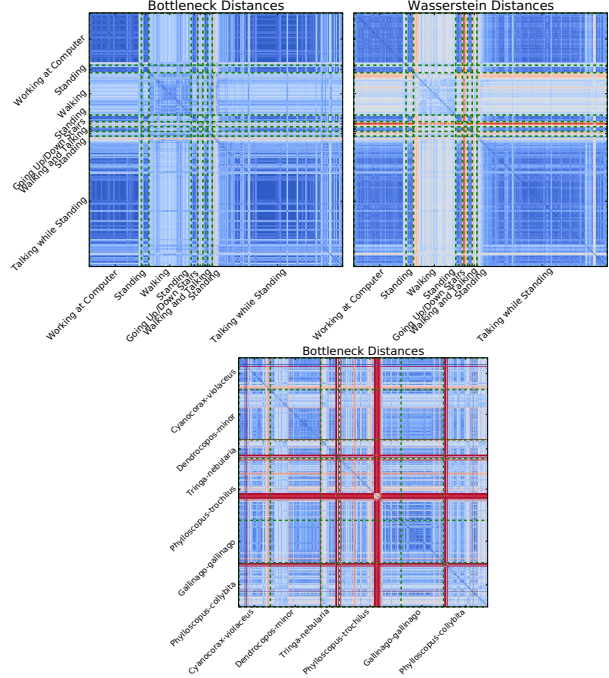 Bottleneck Distances
Wasserstein Distances
Working at Computer
Standing
Walking
Standing
Going Up/Down Stairs
Walking and Talking
Standing
Talking while Standing
Working at Computer
Standing
Walking
Standing
Going Up/Down Stairs
Walking and Talking
Standing
Talking while Standing
Working at Computer
Standing
Walking
Standing
Going Up/Down Stairs
Walking and Talking
Standing
Talking while Standing
Bottleneck Distances
Cyanocorax-violaceus
Dendrocopos-minor
Tringa-nebularia
Phylloscopus-trochilus
Gallinago-gallinago
Phylloscopus-collybita
Cyanocorax-violaceus
Dendrocopos-minor
Tringa-nebularia
Phylloscopus-trochilus
Gallinago-gallinago
Phylloscopus-collybita